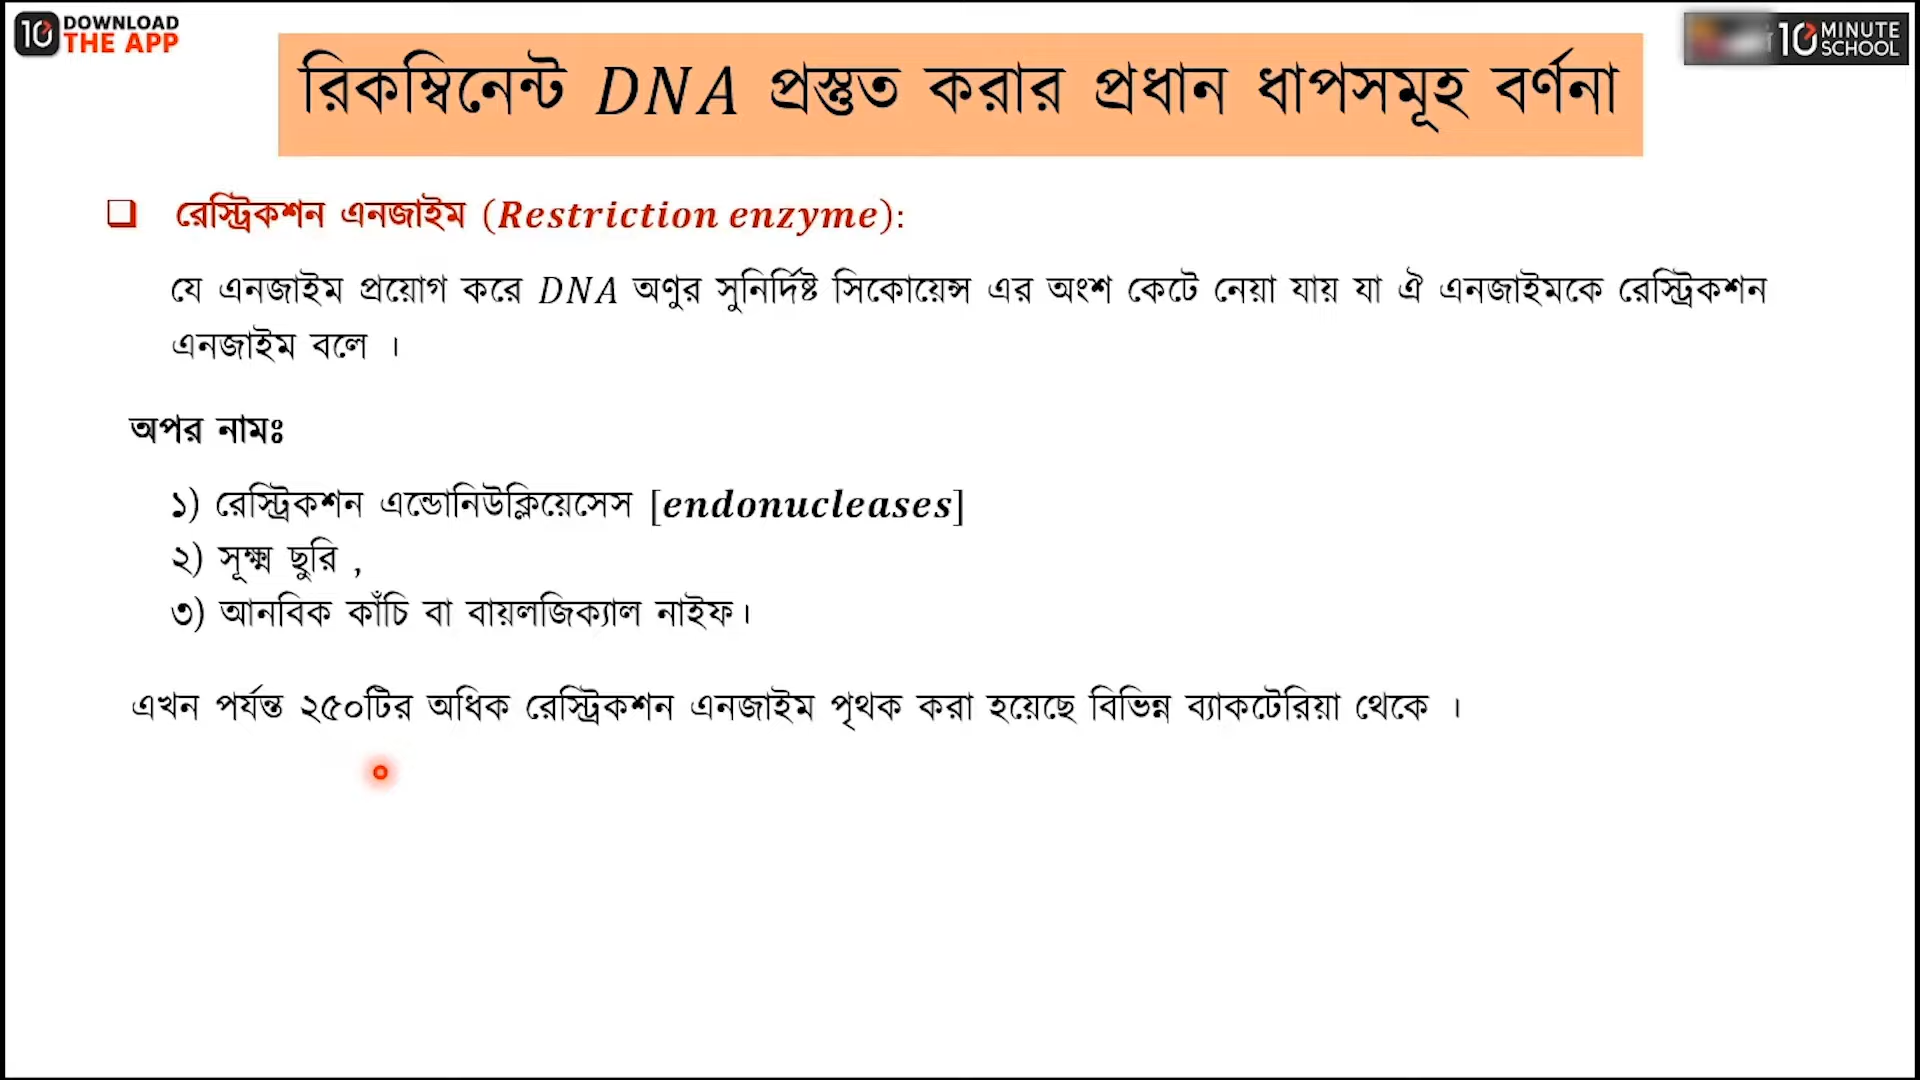 10 DOWNLOAD
THE APP
10 MINUTE
SCHOOL
রিকম্বিনেন্ট DNA প্রস্তুত করার প্রধান ধাপসমূহ বর্ণনা
❑ রেস্ট্রিকশন এনজাইম (Restriction enzyme):
যে এনজাইম প্রয়োগ করে DNA অণুর সুনির্দিষ্ট সিকোয়েন্স এর অংশ কেটে নেয়া যায় যা ঐ এনজাইমকে রেস্ট্রিকশন
এনজাইম বলে ।
অপর নামঃ
১) রেস্ট্রিকশন এন্ডোনিউক্লিয়েসেস [endonucleases]
২) সূক্ষ্ম ছুরি ,
৩) আনবিক কাঁচি বা বায়লজিক্যাল নাইফ।
এখন পর্যন্ত ২৫০টির অধিক রেস্ট্রিকশন এনজাইম পৃথক করা হয়েছে বিভিন্ন ব্যাকটেরিয়া থেকে ।